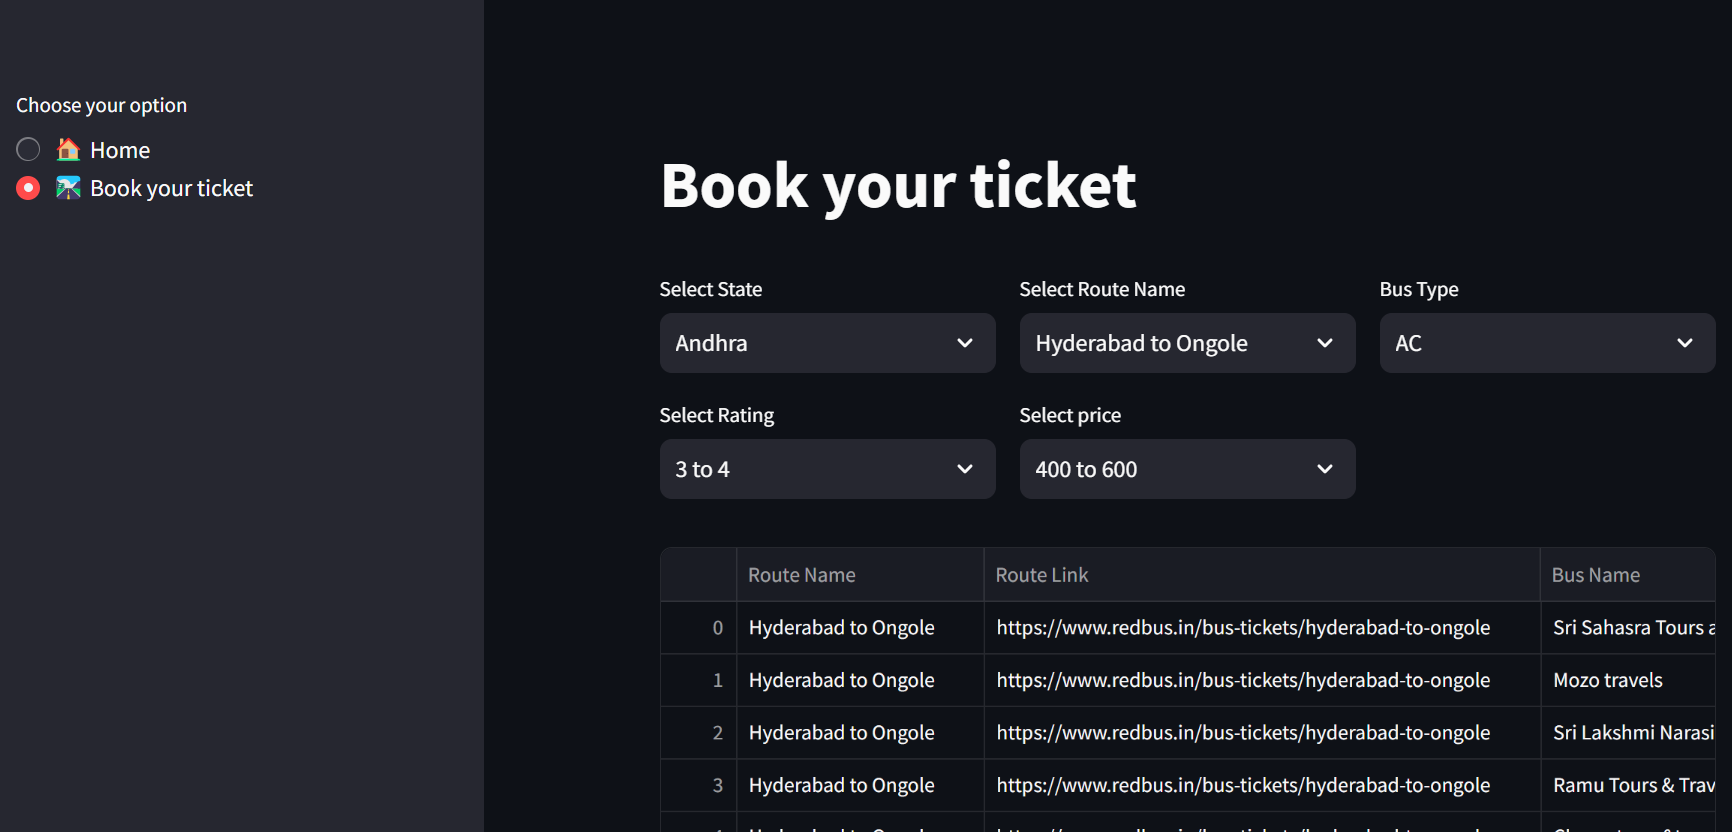 Choose your option
Home
Book your ticket
Book your ticket
Select State Select Route Name Bus Type
Andhra Hyderabad to Ongole AC
Select Rating Select price
3 to 4 400 to 600
Route Name Route Link Bus Name
0 Hyderabad to Ongole https://www.redbus.in/bus-tickets/hyderabad-to-ongole Sri Sahasra Tours
1 Hyderabad to Ongole https://www.redbus.in/bus-tickets/hyderabad-to-ongole Mozo travels
2 Hyderabad to Ongole https://www.redbus.in/bus-tickets/hyderabad-to-ongole Sri Lakshmi Narasi
3 Hyderabad to Ongole https://www.redbus.in/bus-tickets/hyderabad-to-ongole Ramu Tours & Trav